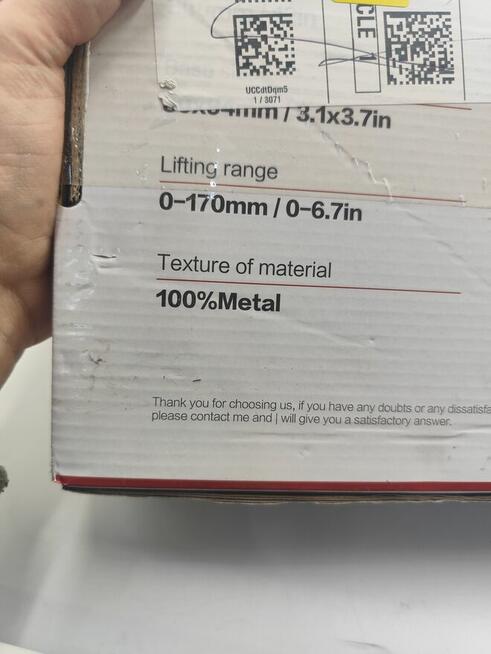 CLE
UCCdtDqm5
1 / 3071
mm / 3.1x3.7in
Lifting range
0-170mm / 0-6.7in
Texture of material
100%Metal
Thank you for choosing us, if you have any doubts or any
please contact me and I will give you a satisfactory answer.